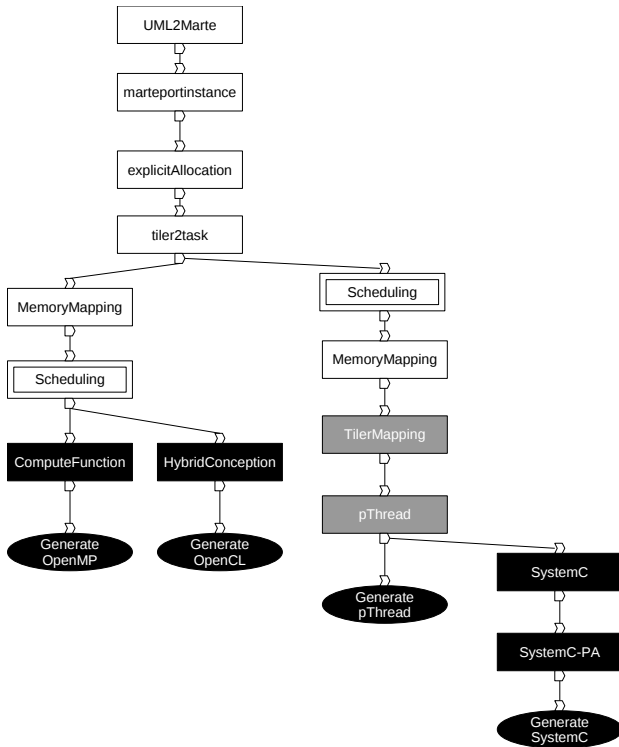 UML2Marte
marteportinstance
explicitAllocation
tiler2task
MemoryMapping
Scheduling
ComputeFunction
HybridConception
Generate
OpenMP
Generate
OpenCL
Scheduling
MemoryMapping
TilerMapping
pThread
Generate
pThread
SystemC
SystemC-PA
Generate
SystemC